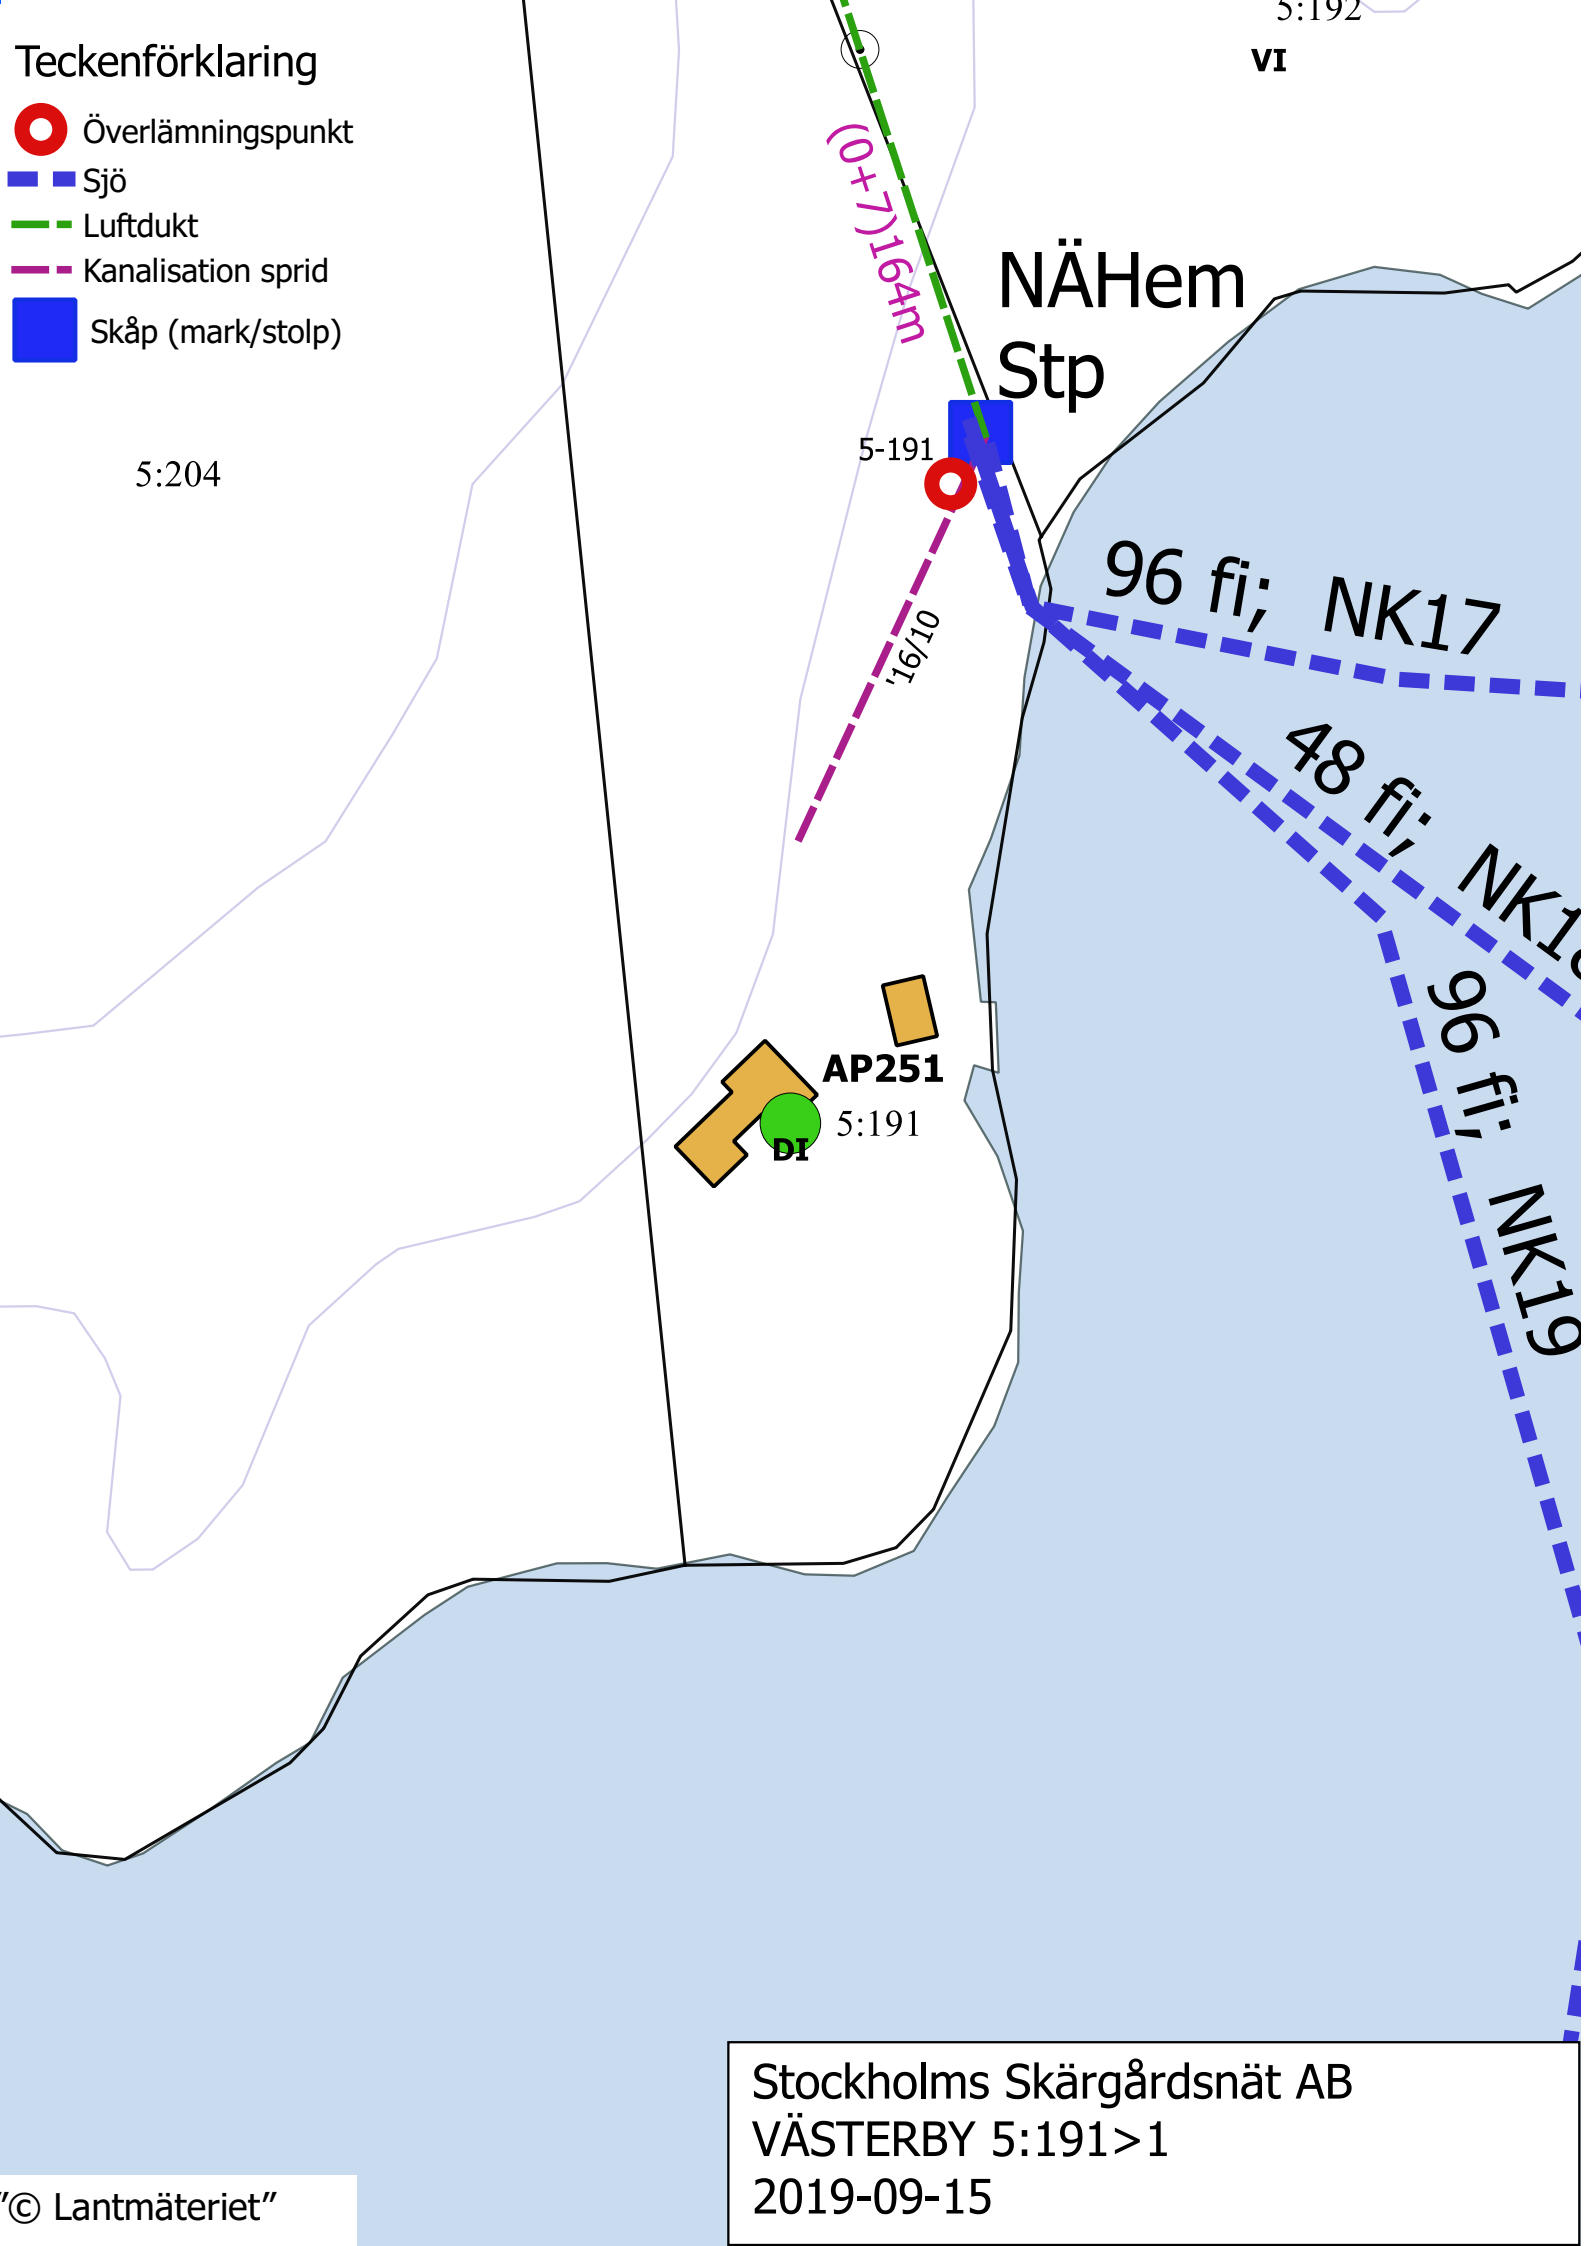 5:192
VI
Teckenförklaring
Överlämningspunkt
Sjö
Luftdukt
Kanalisation sprid
Skåp (mark/stolp)
(0+7)164m
NÄHem
Stp
5-191
5:204
96 fi; NK17
'16/10
48 fi;
96 fi; NK19
AP251
5:191
DI
Stockholms Skärgårdsnät AB
VÄSTERBY 5:191>1
2019-09-15
"© Lantmäteriet"